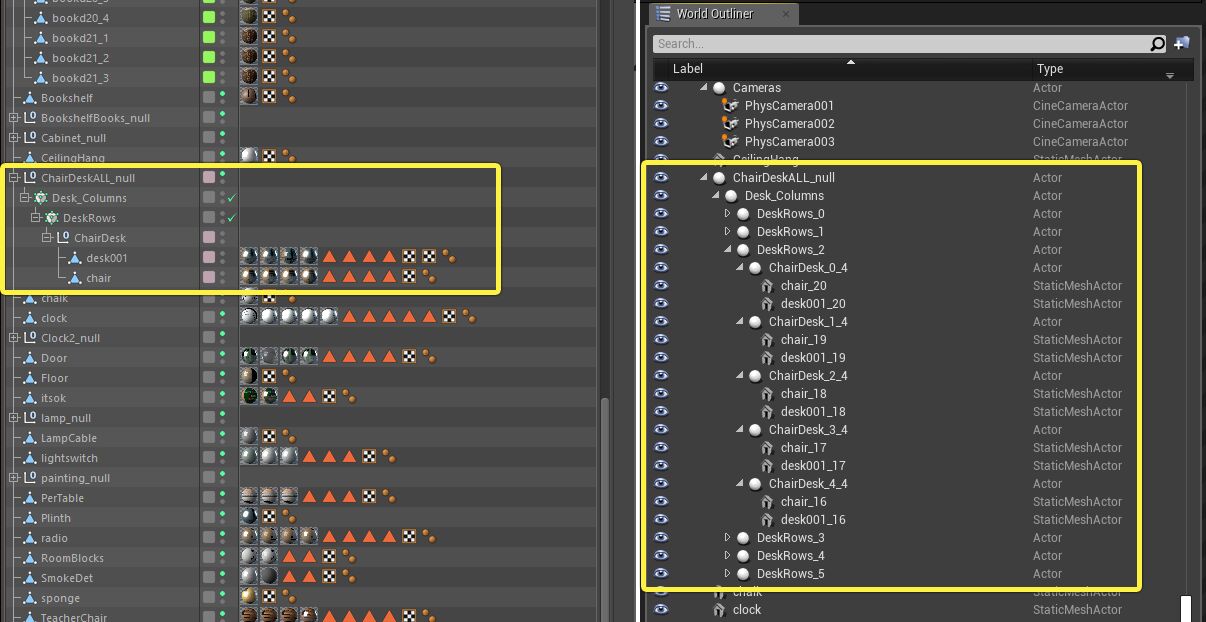 bookd20_4
bookd21_1
bookd21_2
bookd21_3
Bookshelf
BookshelfBooks_null
Cabinet_null
CeilingHang
ChairDeskALL_null
Desk_Columns
DeskRows
ChairDesk
desk001
chair
chalk
clock
Clock2_null
Door
Floor
itsok
lamp_null
LampCable
lightswitch
painting_null
PerTable
Plinth
radio
RoomBlocks
SmokeDet
sponge
TeacherChair
World Outliner
Search...
Label Type
Cameras Actor
PhysCamera001 CineCameraActor
PhysCamera002 CineCameraActor
PhysCamera003 CineCameraActor
CeilingHang StaticMeshActor
ChairDeskALL_null Actor
Desk_Columns Actor
DeskRows_0 Actor
DeskRows_1 Actor
DeskRows_2 Actor
ChairDesk_0_4 Actor
chair_20 StaticMeshActor
desk001_20 StaticMeshActor
ChairDesk_1_4 Actor
chair_19 StaticMeshActor
desk001_19 StaticMeshActor
ChairDesk_2_4 Actor
chair_18 StaticMeshActor
desk001_18 StaticMeshActor
ChairDesk_3_4 Actor
chair_17 StaticMeshActor
desk001_17 StaticMeshActor
ChairDesk_4_4 Actor
chair_16 StaticMeshActor
desk001_16 StaticMeshActor
DeskRows_3 Actor
DeskRows_4 Actor
DeskRows_5 Actor
chalk StaticMeshActor
clock StaticMeshActor